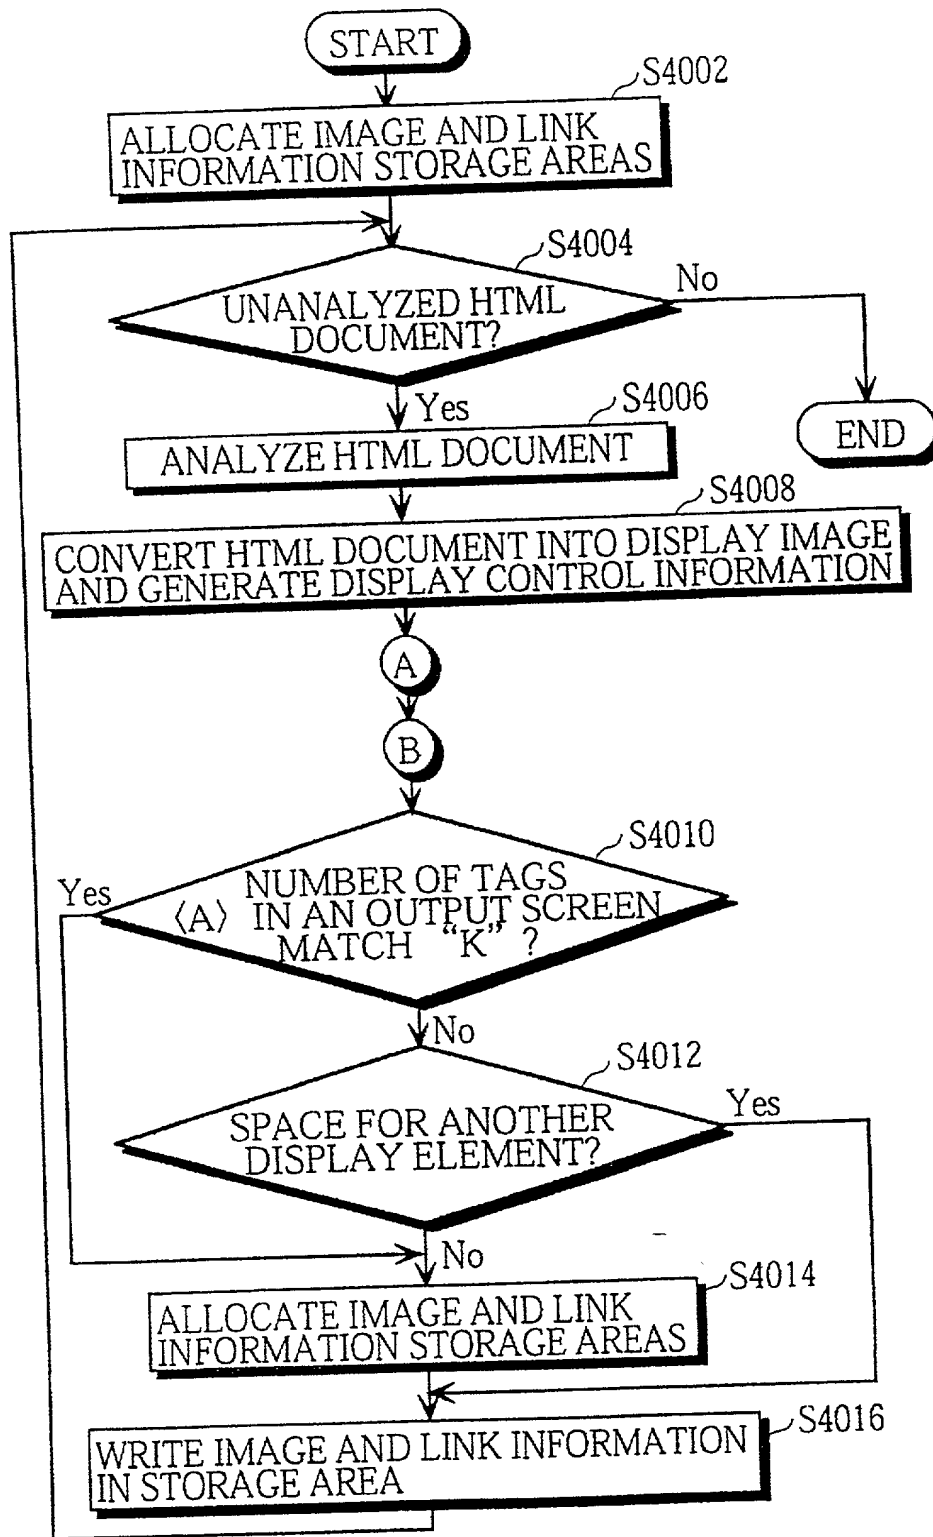 START
S4002
ALLOCATE IMAGE AND LINK
INFORMATION STORAGE AREAS
S4004
UNANALYZED HTML
DOCUMENT?
No
Yes
S4006
END
ANALYZE HTML DOCUMENT
S4008
CONVERT HTML DOCUMENT INTO DISPLAY IMAGE
AND GENERATE DISPLAY CONTROL INFORMATION
A
B
S4010
Yes
NUMBER OF TAGS
〈A〉 IN AN OUTPUT SCREEN
MATCH “K” ?
No
S4012
Yes
SPACE FOR ANOTHER
DISPLAY ELEMENT?
No
S4014
ALLOCATE IMAGE AND LINK
INFORMATION STORAGE AREAS
S4016
WRITE IMAGE AND LINK INFORMATION
IN STORAGE AREA